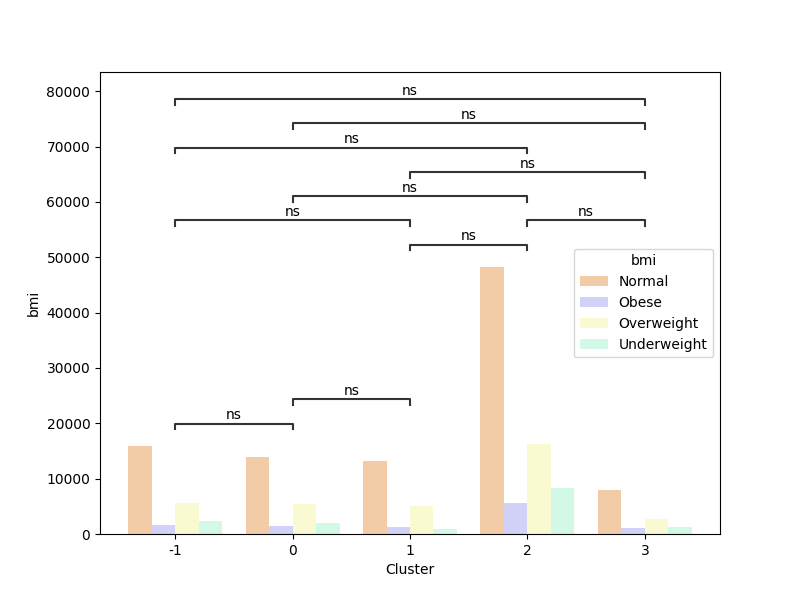 80000
70000
60000
50000
40000
30000
20000
10000
0
bmi
ns
ns
ns
ns
ns
ns
ns
ns
ns
ns
bmi
Normal
Obese
Overweight
Underweight
-1 0 1 2 3
Cluster